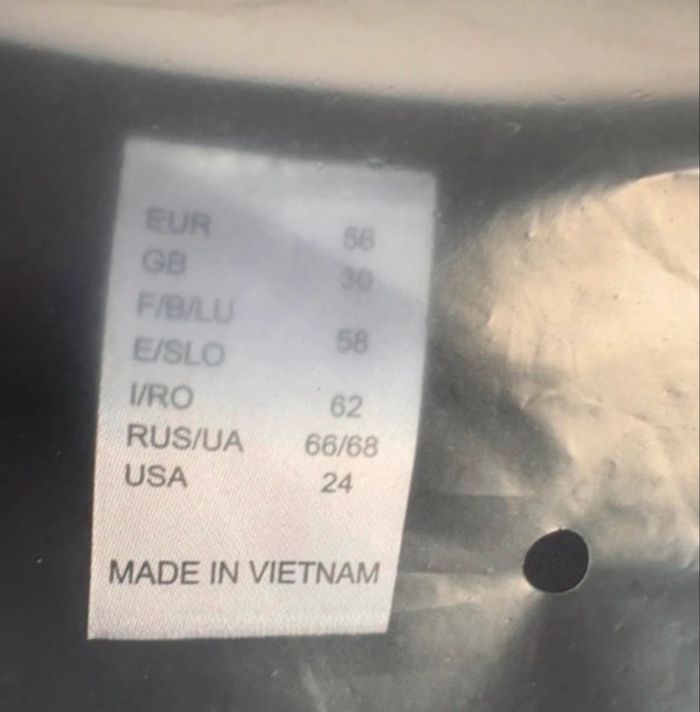 EUR 56
GB 30
F/B/LU
E/SLO 58
I/RO 62
RUS/UA 66/68
USA 24
MADE IN VIETNAM